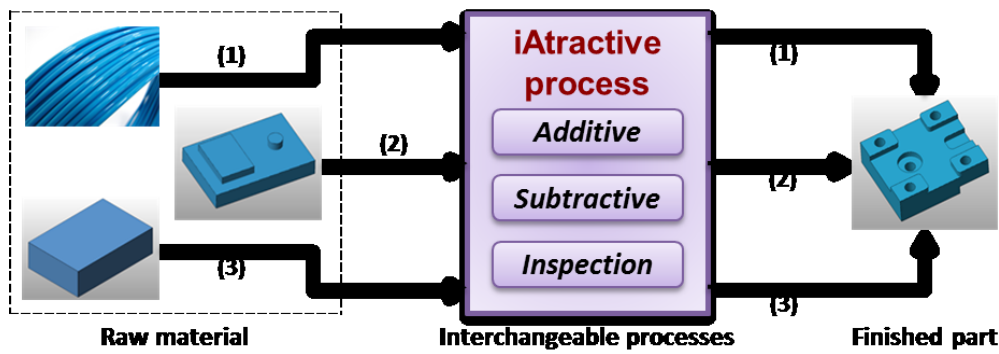 (1)
(2)
(3)
iAtractive
process
Additive
Subtractive
Inspection
(1)
(2)
(3)
Raw material
Interchangeable processes
Finished part